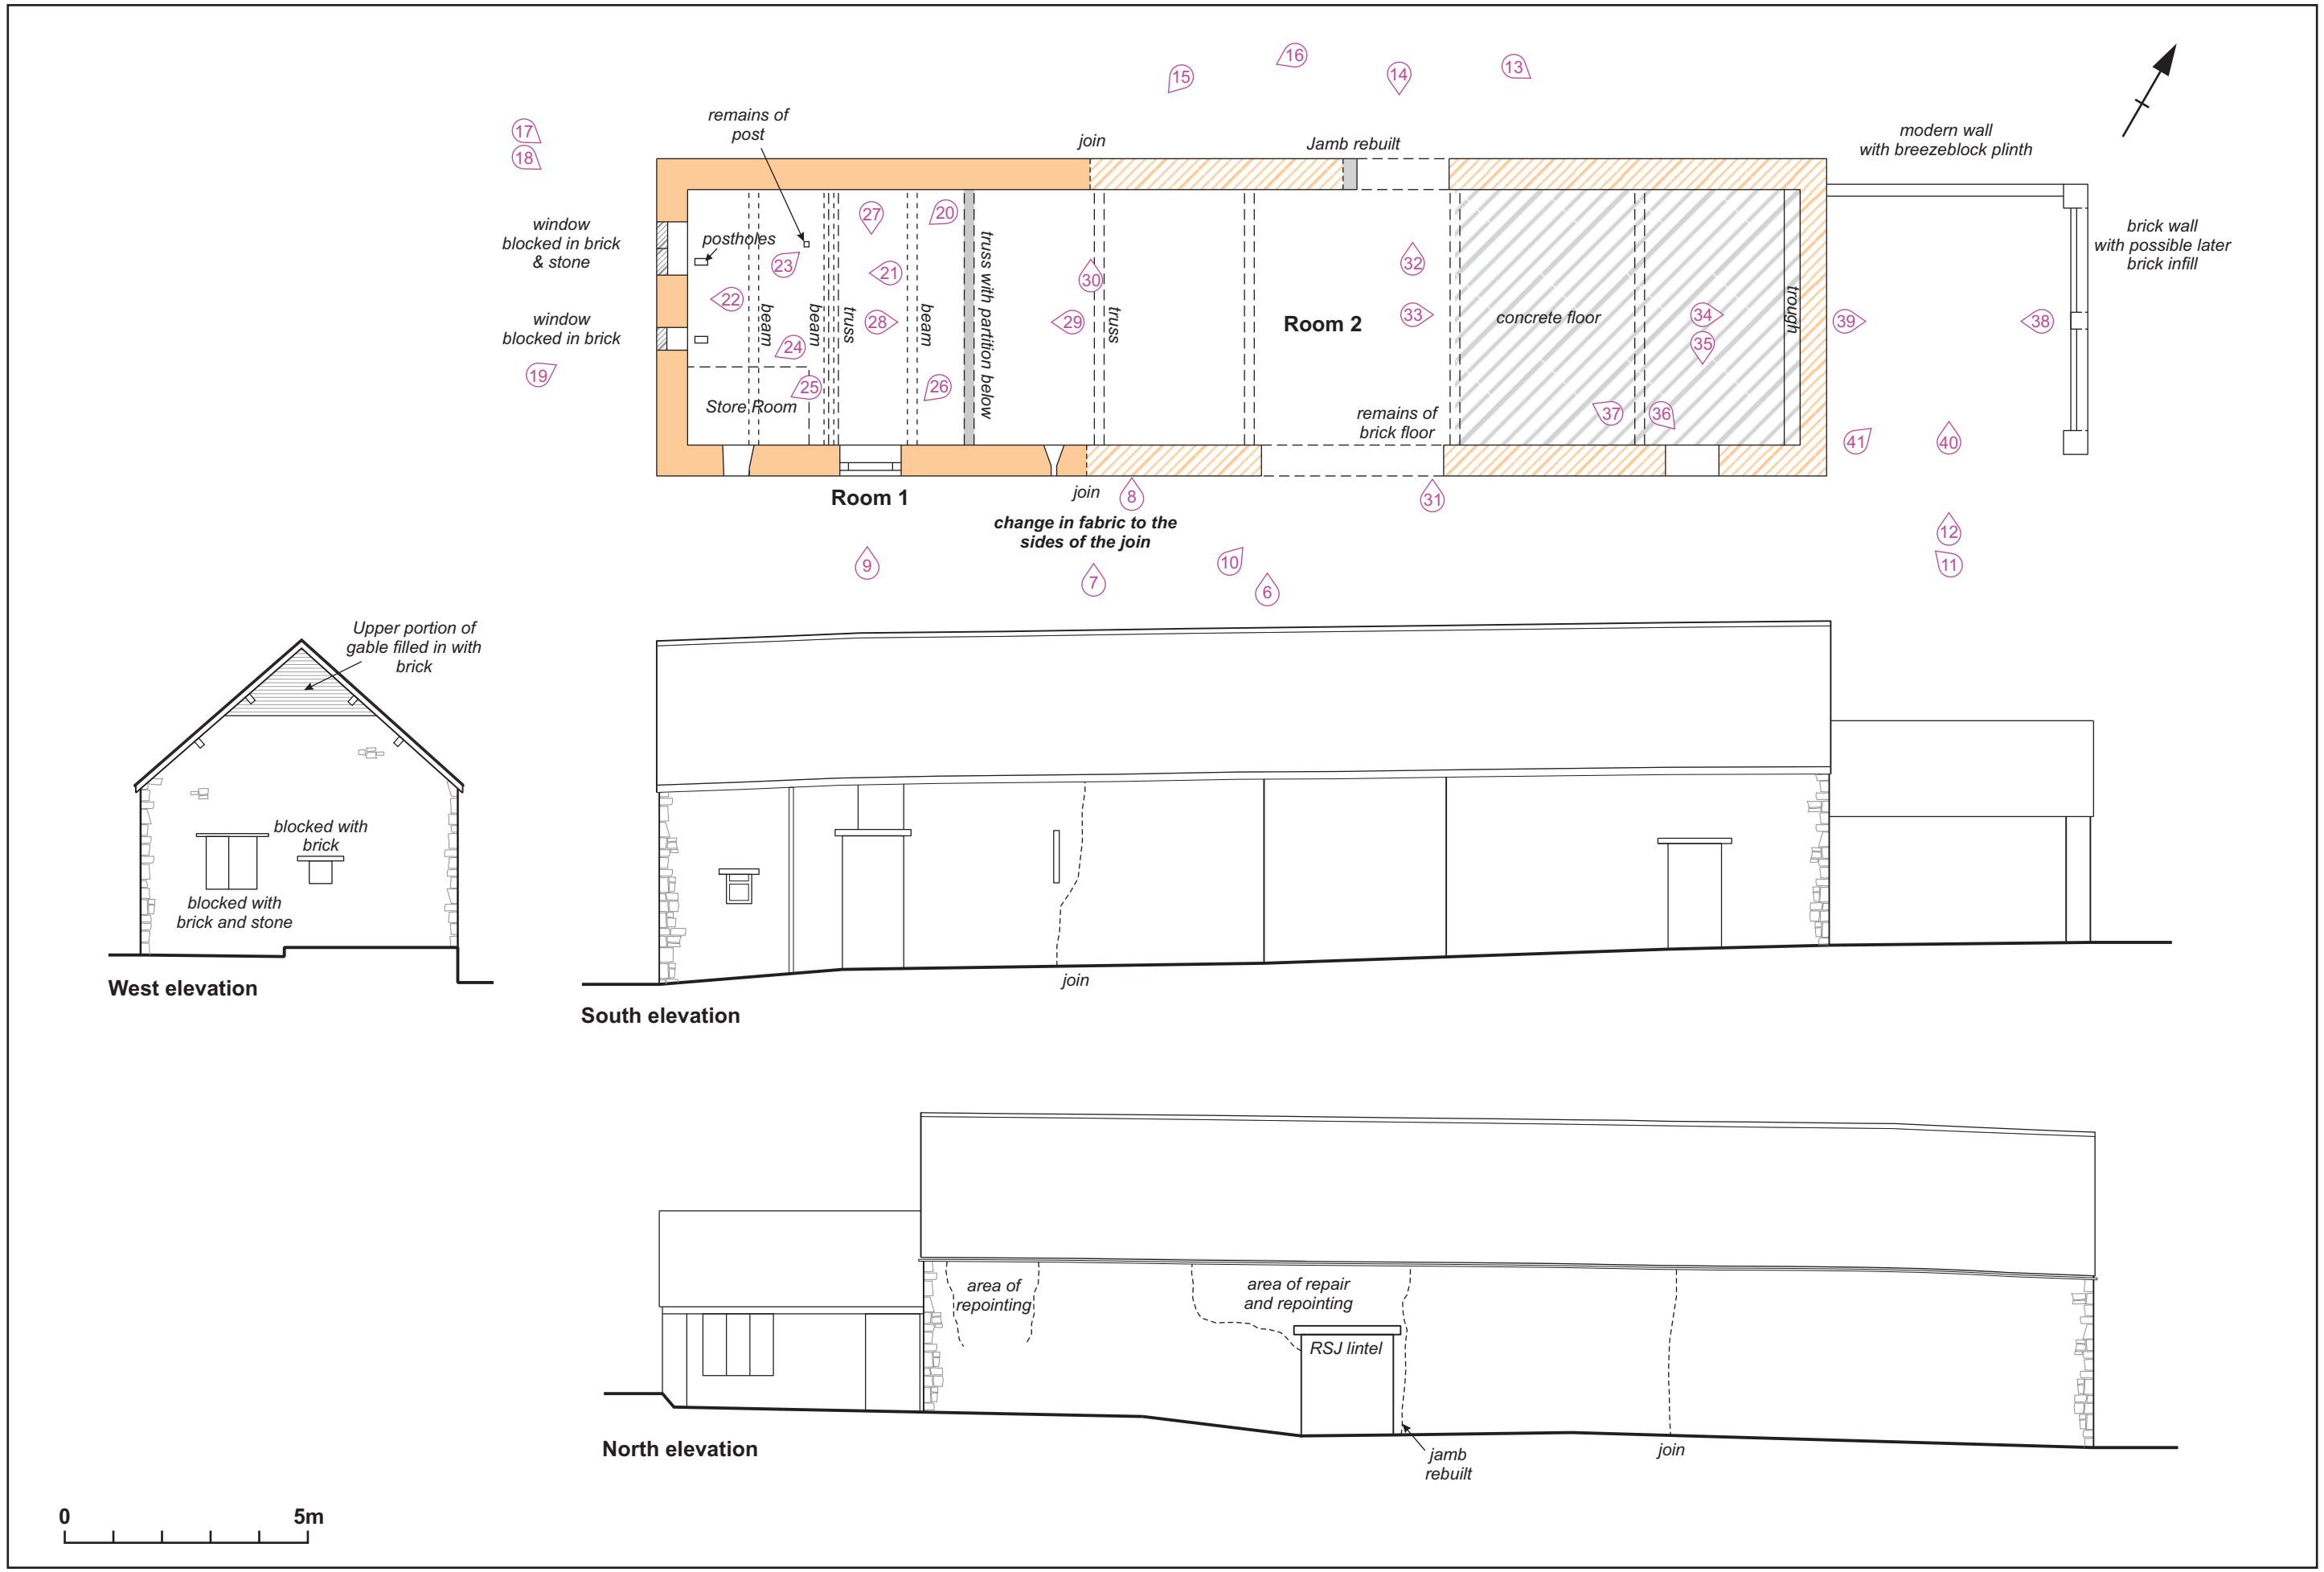 16
15
14
13
remains of
post
17
18
join
Jamb rebuilt
modern wall
with breezeblock plinth
window
blocked in brick
& stone
postholes
27
20
23
21
22
30
32
brick wall
with possible later
brick infill
window
blocked in brick
beam
beam
truss
28
beam
truss with partition below
29
truss
Room 2
33
concrete floor
34
35
trough
39
38
19
24
25
26
Store Room
remains of
brick floor
37
36
41
40
Room 1
join
8
31
change in fabric to the
sides of the join
9
7
10
6
12
11
Upper portion of
gable filled in with
brick
blocked with
brick
blocked with
brick and stone
West elevation
join
South elevation
area of
repointing
area of repair
and repointing
RSJ lintel
North elevation
jamb
rebuilt
join
0 5m